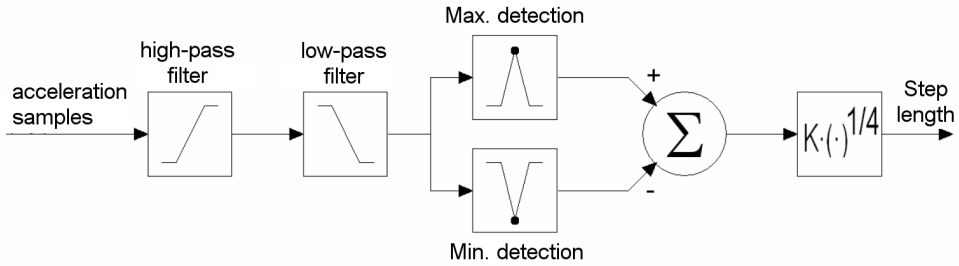 Max. detection
high-pass
filter
low-pass
filter
acceleration
samples
+
Σ
-
K·(·)^1/4
Step
length
Min. detection